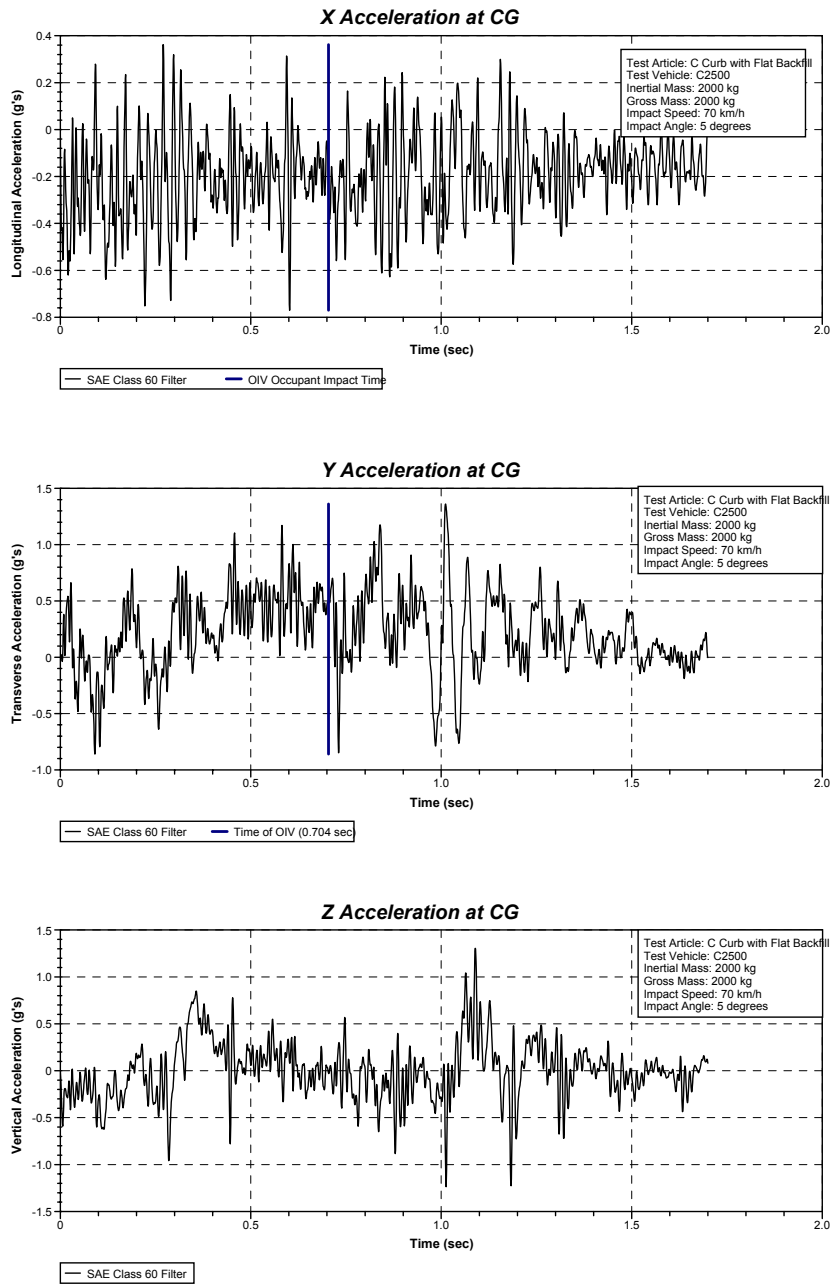 X Acceleration at CG
0.4
0.2
0
-0.2
-0.4
-0.6
-0.8
Longitudinal Acceleration (g's)
Test Article: C Curb with Flat Backfill
Test Vehicle: C2500
Inertial Mass: 2000 kg
Gross Mass: 2000 kg
Impact Speed: 70 km/h
Impact Angle: 5 degrees
0 0.5 1.0 1.5 2.0
Time (sec)
SAE Class 60 Filter OIV Occupant Impact Time
Y Acceleration at CG
1.5
1.0
0.5
0
-0.5
-1.0
Transverse Acceleration (g's)
Test Article: C Curb with Flat Backfill
Test Vehicle: C2500
Inertial Mass: 2000 kg
Gross Mass: 2000 kg
Impact Speed: 70 km/h
Impact Angle: 5 degrees
0 0.5 1.0 1.5 2.0
Time (sec)
SAE Class 60 Filter Time of OIV (0.704 sec)
Z Acceleration at CG
1.5
1.0
0.5
0
-0.5
-1.0
-1.5
Vertical Acceleration (g's)
Test Article: C Curb with Flat Backfill
Test Vehicle: C2500
Inertial Mass: 2000 kg
Gross Mass: 2000 kg
Impact Speed: 70 km/h
Impact Angle: 5 degrees
0 0.5 1.0 1.5 2.0
Time (sec)
SAE Class 60 Filter